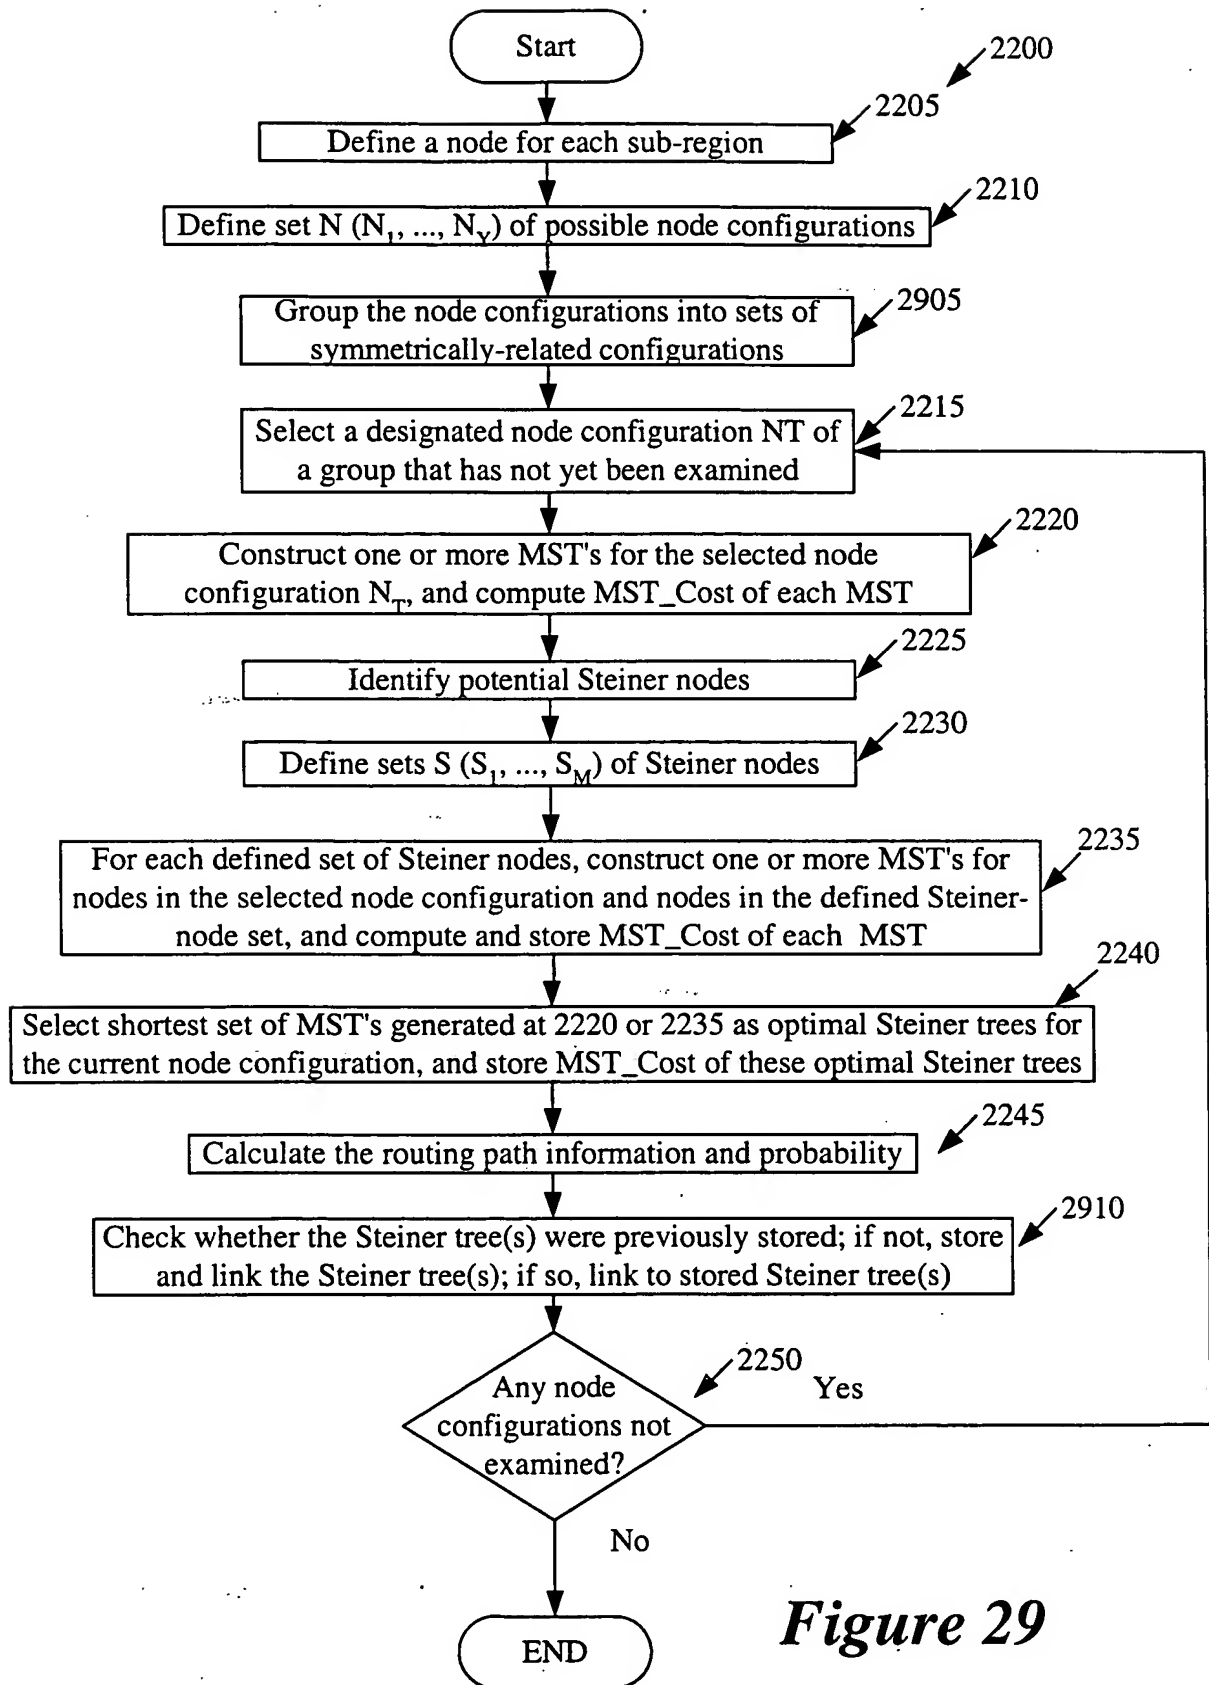 Start
2200
2205
Define a node for each sub-region
2210
Define set N (N₁, ..., N_Y) of possible node configurations
2905
Group the node configurations into sets of
symmetrically-related configurations
2215
Select a designated node configuration NT of
a group that has not yet been examined
2220
Construct one or more MST's for the selected node
configuration N_T, and compute MST_Cost of each MST
2225
Identify potential Steiner nodes
2230
Define sets S (S₁, ..., S_M) of Steiner nodes
2235
For each defined set of Steiner nodes, construct one or more MST's for
nodes in the selected node configuration and nodes in the defined Steiner-
node set, and compute and store MST_Cost of each MST
2240
Select shortest set of MST's generated at 2220 or 2235 as optimal Steiner trees for
the current node configuration, and store MST_Cost of these optimal Steiner trees
2245
Calculate the routing path information and probability
2910
Check whether the Steiner tree(s) were previously stored; if not, store
and link the Steiner tree(s); if so, link to stored Steiner tree(s)
2250
Yes
Any node
configurations not
examined?
No
END
Figure 29